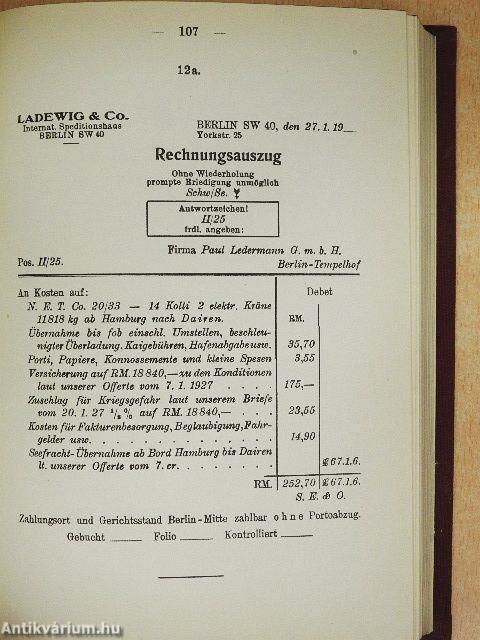 — 107 —
12a.
LADEWIG & Co.
Internat. Speditionshaus
BERLIN SW 40
BERLIN SW 40, den 27. 1. 19__
Yorkstr. 25
Rechnungsauszug
Ohne Wiederholung
prompte Erledigung unmöglich
Schw/Se.
Antwortzeichen!
II/25
frdl. angeben:
Firma Paul Ledermann G. m. b. H.
Pos. II/25. Berlin-Tempelhof
An Kosten auf: Debet
N. E. T. Co. 20/33 — 14 Kolli 2 elektr. Kräne
11818 kg ab Hamburg nach Dairen. RM.
Übernahme bis fob einschl. Umstellen, beschleu-
nigter Überladung, Kaigebühren, Hafenabgabe usw. 35,70
Porti, Papiere, Konnossemente und kleine Spesen 3,55
Versicherung auf RM. 18 840,— zu den Konditionen
laut unserer Offerte vom 7. 1. 1927 . . . . . 175,—
Zuschlag für Kriegsgefahr laut unserem Briefe
vom 20. 1. 27 ¹/₈ % auf RM. 18 840,— . . . . 23,55
Kosten für Fakturenbesorgung, Beglaubigung, Fahr-
gelder usw. . . . . . . . . . . . 14,90
Seefracht-Übernahme ab Bord Hamburg bis Dairen
lt. unserer Offerte vom 7. cr. . . . . . . £ 67.1.6.
RM. 252,70 £ 67.1.6.
S. E. & O.
Zahlungsort und Gerichtsstand Berlin-Mitte zahlbar ohne Portoabzug.
Gebucht ____ Folio ____ Kontrolliert ____
Antikvárium.hu